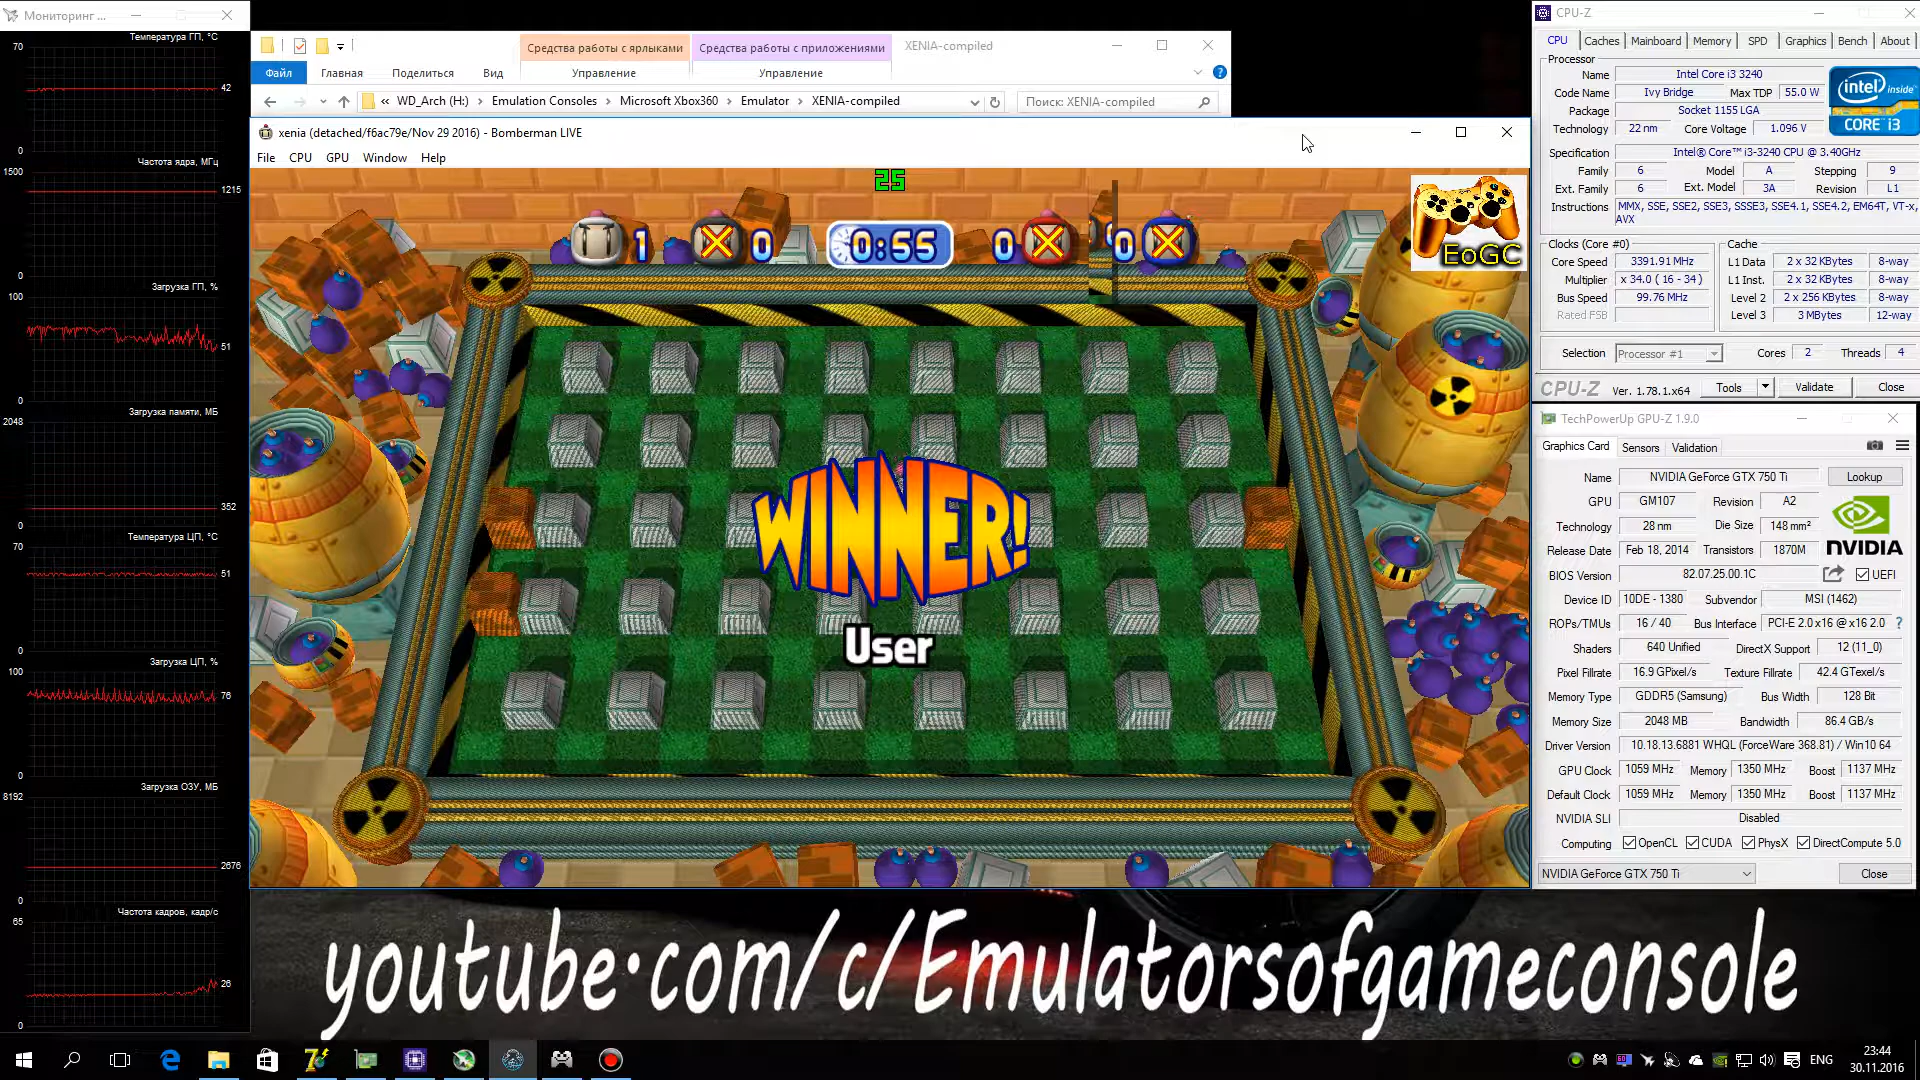 Мониторинг ...
Температура ГП, °C
70
42
0
Частота ядра, МГц
1500
1215
0
Загрузка ГП, %
100
51
0
Загрузка памяти, МБ
2048
352
0
Температура ЦП, °C
70
51
0
Загрузка ЦП, %
100
76
0
Загрузка ОЗУ, МБ
8192
2676
0
Частота кадров, кадр/с
65
26
0
Средства работы с ярлыками
Средства работы с приложениями
XENIA-compiled
Файл Главная Поделиться Вид Управление Управление
« WD_Arch (H:) Emulation Consoles Microsoft Xbox360 Emulator XENIA-compiled
Поиск: XENIA-compiled
xenia (detached/f6ac79e/Nov 29 2016) - Bomberman LIVE
File CPU GPU Window Help
25
1 0 0:55 0 0
EoGC
WINNER!
User
youtube.com/c/Emulatorsofgameconsole
CPU-Z
CPU Caches Mainboard Memory SPD Graphics Bench About
Processor
Name Intel Core i3 3240
Code Name Ivy Bridge Max TDP 55.0 W
Package Socket 1155 LGA
Technology 22 nm Core Voltage 1.096 V
intel inside
CORE i3
Specification Intel® Core™ i3-3240 CPU @ 3.40GHz
Family 6 Model A Stepping 9
Ext. Family 6 Ext. Model 3A Revision L1
Instructions MMX, SSE, SSE2, SSE3, SSSE3, SSE4.1, SSE4.2, EM64T, VT-x,
AVX
Clocks (Core #0) Cache
Core Speed 3391.91 MHz L1 Data 2 x 32 KBytes 8-way
Multiplier x 34.0 ( 16 - 34 ) L1 Inst. 2 x 32 KBytes 8-way
Bus Speed 99.76 MHz Level 2 2 x 256 KBytes 8-way
Rated FSB Level 3 3 MBytes 12-way
Selection Processor #1 Cores 2 Threads 4
CPU-Z Ver. 1.78.1.x64 Tools Validate Close
TechPowerUp GPU-Z 1.9.0
Graphics Card Sensors Validation
Name NVIDIA GeForce GTX 750 Ti Lookup
GPU GM107 Revision A2
Technology 28 nm Die Size 148 mm²
Release Date Feb 18, 2014 Transistors 1870M
NVIDIA
BIOS Version 82.07.25.00.1C UEFI
Device ID 10DE - 1380 Subvendor MSI (1462)
ROPs/TMUs 16 / 40 Bus Interface PCI-E 2.0 x16 @ x16 2.0 ?
Shaders 640 Unified DirectX Support 12 (11_0)
Pixel Fillrate 16.9 GPixel/s Texture Fillrate 42.4 GTexel/s
Memory Type GDDR5 (Samsung) Bus Width 128 Bit
Memory Size 2048 MB Bandwidth 86.4 GB/s
Driver Version 10.18.13.6881 WHQL (ForceWare 368.81) / Win10 64
GPU Clock 1059 MHz Memory 1350 MHz Boost 1137 MHz
Default Clock 1059 MHz Memory 1350 MHz Boost 1137 MHz
NVIDIA SLI Disabled
Computing OpenCL CUDA PhysX DirectCompute 5.0
NVIDIA GeForce GTX 750 Ti Close
ENG
23:44
30.11.2016